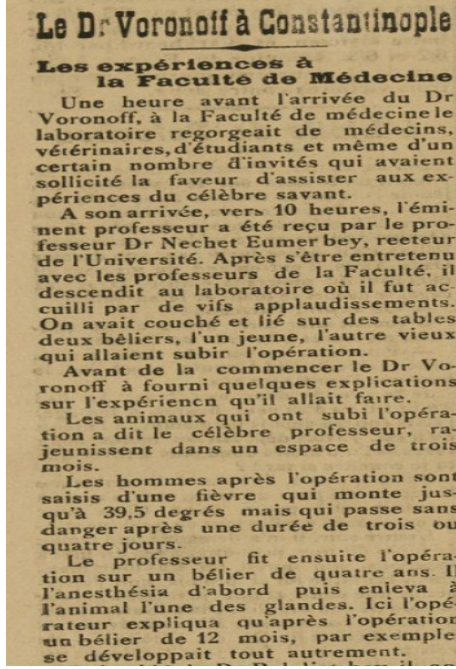 Le Dr Voronoff à Constantinople
Les expériences à
la Faculté de Médecine
Une heure avant l'arrivée du Dr
Voronoff, à la Faculté de médecine le
laboratoire regorgeait de médecins,
vétérinaires, d'étudiants et même d'un
certain nombre d'invités qui avaient
sollicité la faveur d'assister aux ex-
périences du célèbre savant.
A son arrivée, vers 10 heures, l'émi-
nent professeur a été reçu par le pro-
fesseur Dr Nechet Eumer bey, reeteur
de l'Université. Après s'être entretenu
avec les professeurs de la Faculté, il
descendit au laboratoire où il fut ac-
cuilli par de vifs applaudissements.
On avait couché et lié sur des tables
deux bêliers, l'un jeune, l'autre vieux
qui allaient subir l'opération.
Avant de la commencer le Dr Vo-
ronoff à fourni quelques explications
sur l'expériencn qu'il allait faire.
Les animaux qui ont subi l'opéra-
tion a dit le célèbre professeur, ra-
jeunissent dans un espace de trois
mois.
Les hommes après l'opération sont
saisis d'une fièvre qui monte jus-
qu'à 39,5 degrés mais qui passe sans
danger après une durée de trois ou
quatre jours.
Le professeur fit ensuite l'opéra-
tion sur un bélier de quatre ans. Il
l'anesthésia d'abord puis enleva à
l'animal l'une des glandes. Ici l'opé-
rateur expliqua qu'après l'opération
un bélier de 12 mois, par exemple
se développait tout autrement.